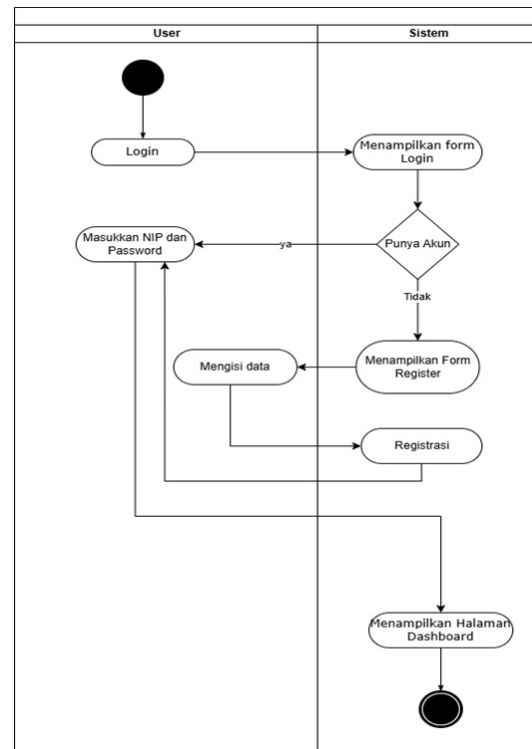 User
Sistem
Login
Menampilkan form
Login
Masukkan NIP dan
Password
ya
Punya Akun
Tidak
Mengisi data
Menampilkan Form
Register
Registrasi
Menampilkan Halaman
Dashboard